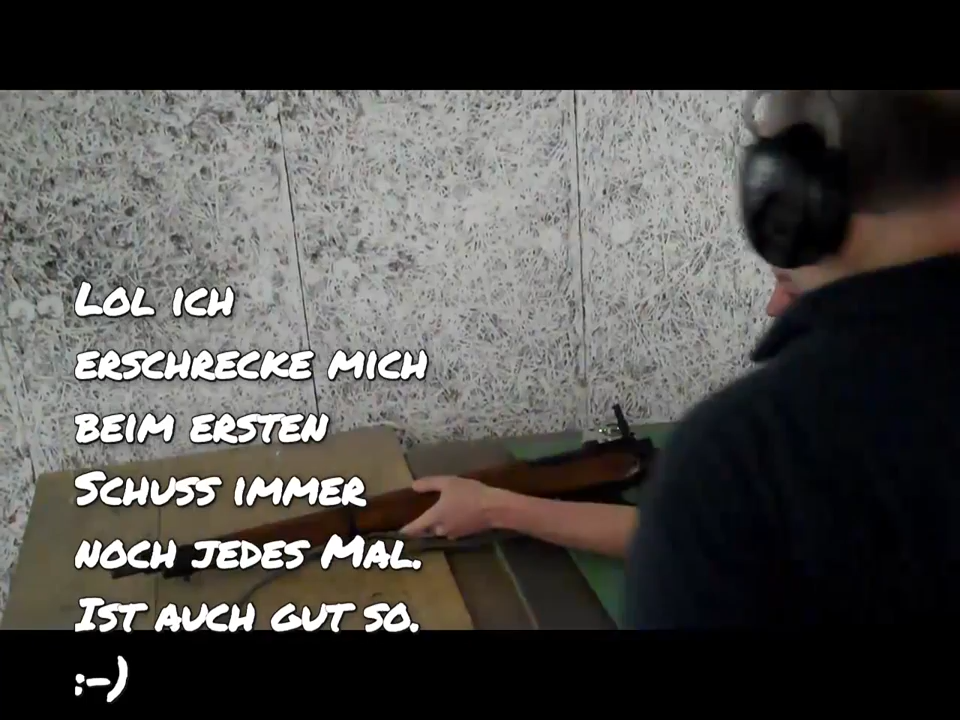 Lol ich
erschrecke mich
beim ersten
Schuss immer
noch jedes Mal.
Ist auch gut so.
:-)